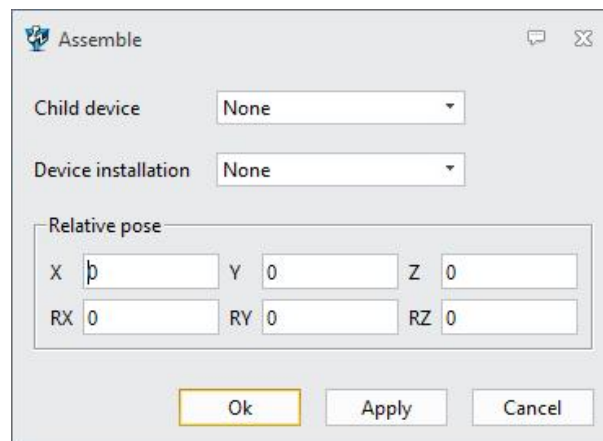 Assemble
Child device None
Device installation None
Relative pose
X 0 Y 0 Z 0
RX 0 RY 0 RZ 0
Ok Apply Cancel